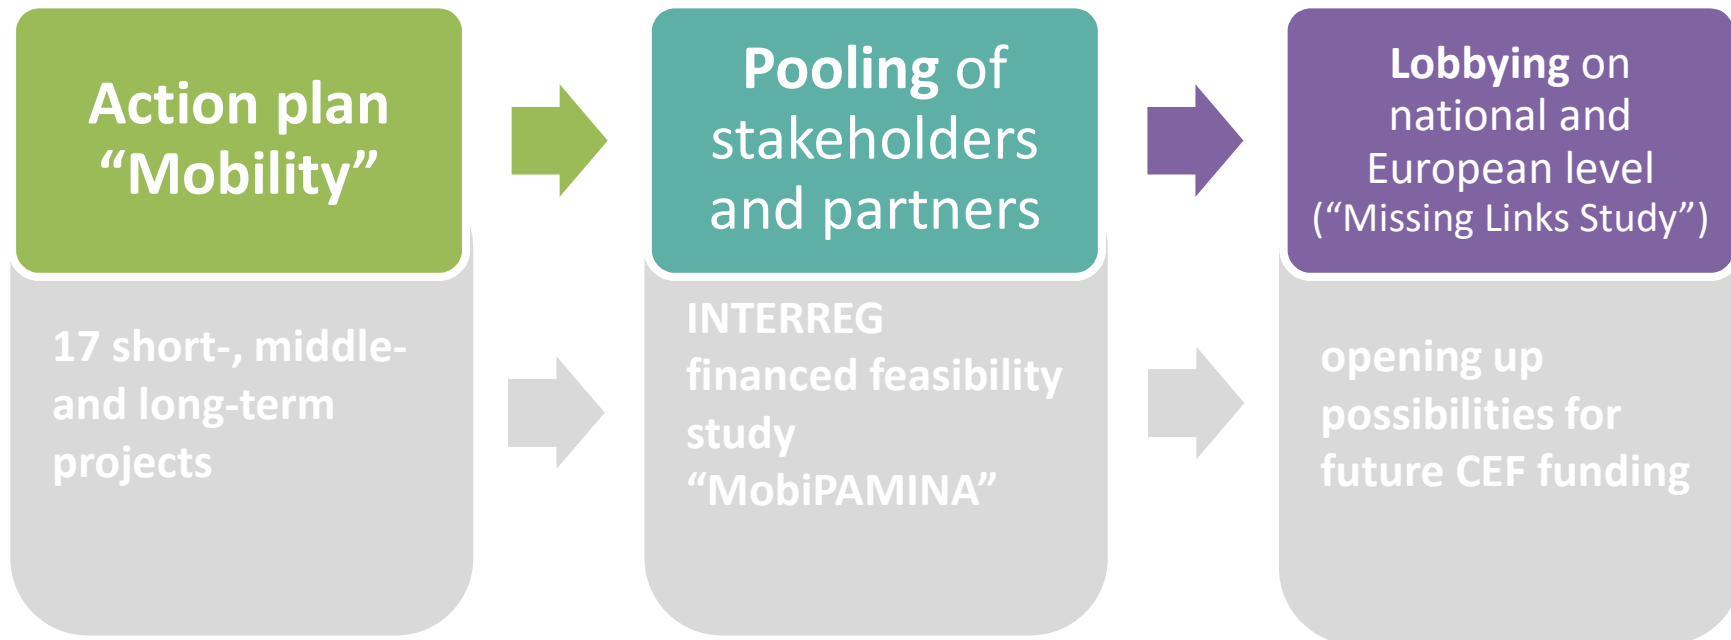 Action plan
“Mobility”
17 short-, middle-
and long-term
projects
Pooling of
stakeholders
and partners
INTERREG
financed feasibility
study
“MobiPAMINA”
Lobbying on
national and
European level
(“Missing Links Study”)
opening up
possibilities for
future CEF funding